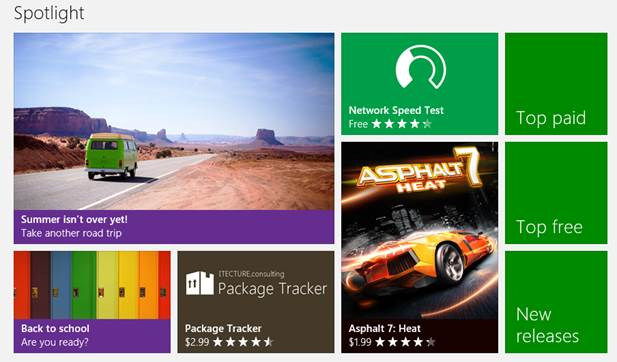 Spotlight
Summer isn't over yet!
Take another road trip
Back to school
Are you ready?
ITECTURE.consulting
Package Tracker
Package Tracker
$2.99
Network Speed Test
Free
ASPHALT 7
HEAT
Asphalt 7: Heat
$1.99
Top paid
Top free
New
releases